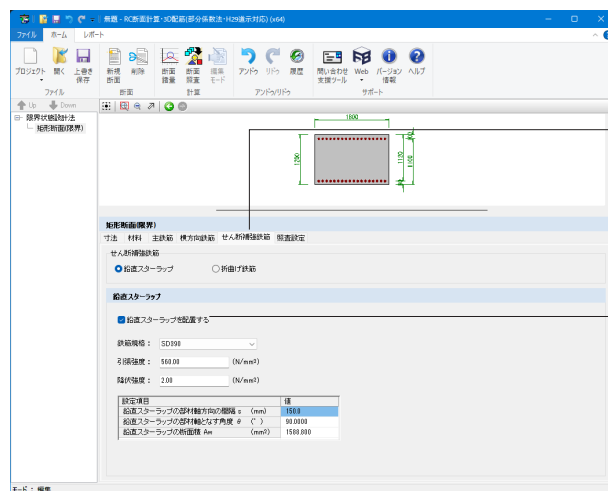 無題 - RC断面計算・3D配筋(部分係数法・H29道示対応) (x64)
ファイル ホーム レポート
プロジェクト 開く 上書き保存 新規断面 削除 断面諸量 断面照査 編集モード アンドゥ リドゥ 履歴 問い合わせ支援ツール Web バージョン情報 ヘルプ
ファイル 断面 計算 アンドゥ/リドゥ サポート
Up Down
限界状態設計法
矩形断面(限界)
1800
1280
1120
矩形断面(限界)
寸法 材料 主鉄筋 横方向鉄筋 せん断補強鉄筋 照査設定
せん断補強鉄筋
鉛直スターラップ 折曲げ鉄筋
鉛直スターラップ
鉛直スターラップを配置する
鉄筋規格： SD390
引張強度： 560.00 (N/mm²)
降伏強度： 2.00 (N/mm²)
設定項目 値
鉛直スターラップの部材軸方向の間隔 s (mm) 150.0
鉛直スターラップの部材軸となす角度 θ (°) 90.0000
鉛直スターラップの断面積 Aw (mm²) 1588.800
モード : 編集